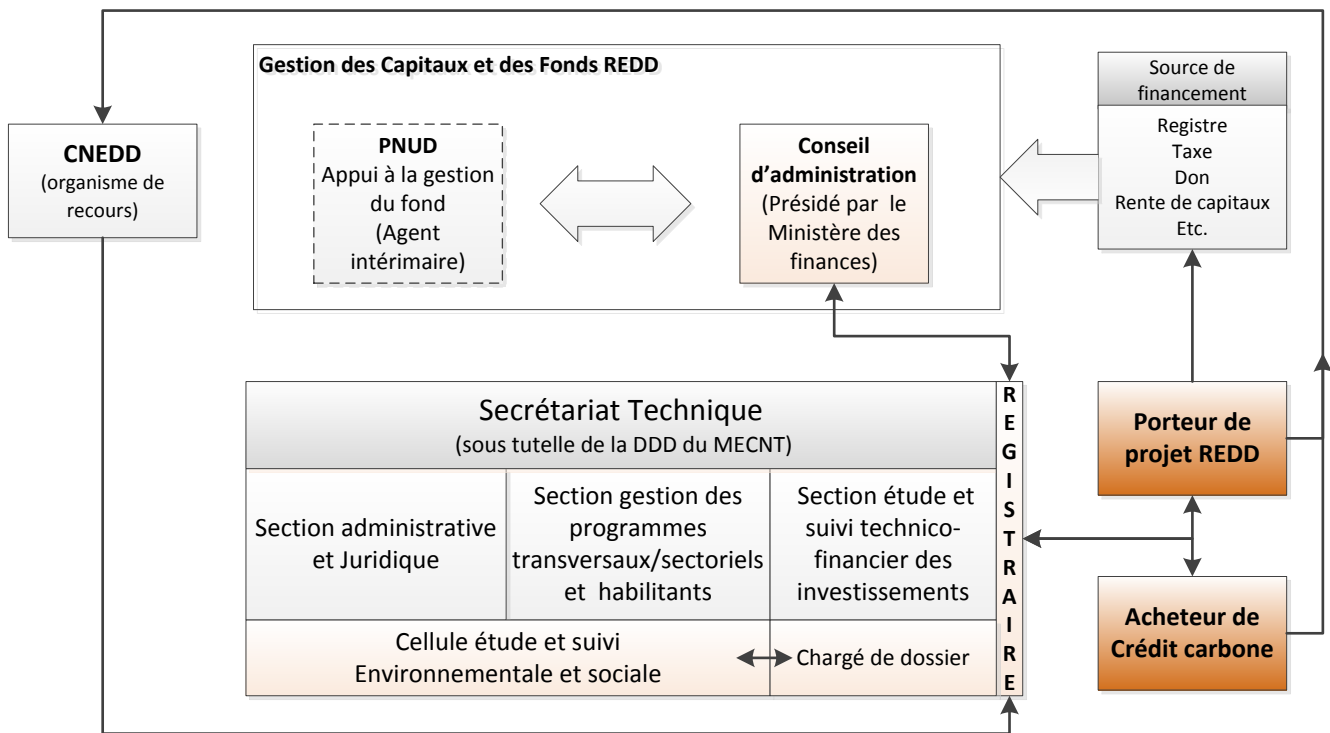 Gestion des Capitaux et des Fonds REDD
CNEDD
(organisme de
recours)
PNUD
Appui à la gestion
du fond
(Agent
intérimaire)
Conseil
d'administration
(Présidé par le
Ministère des
finances)
Source de
financement
Registre
Taxe
Don
Rente de capitaux
Etc.
Secrétariat Technique
(sous tutelle de la DDD du MECNT)
Section administrative
et Juridique
Section gestion des
programmes
transversaux/sectoriels
et habilitants
Section étude et
suivi technico-
financier des
investissements
Cellule étude et suivi
Environnementale et sociale
Chargé de dossier
REGISTRAIRE
Porteur de
projet REDD
Acheteur de
Crédit carbone